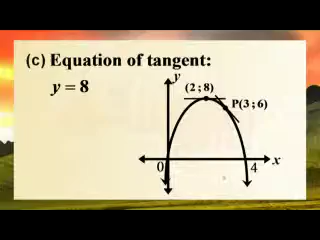 (c) Equation of tangent:
y = 8
y
(2 ; 8)
P(3 ; 6)
0
4
x